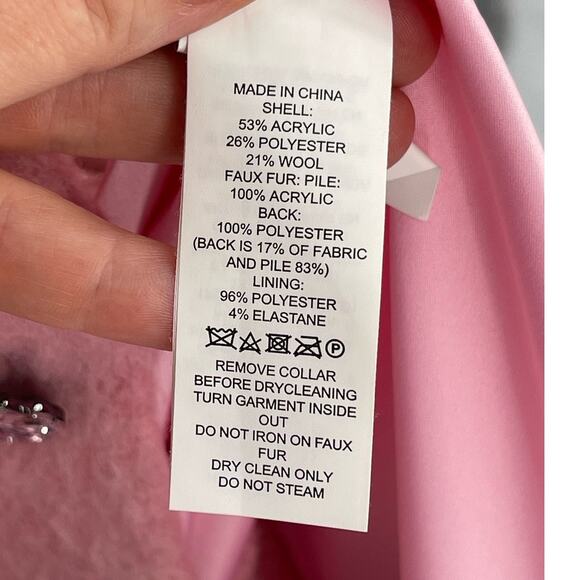 MADE IN CHINA
SHELL:
53% ACRYLIC
26% POLYESTER
21% WOOL
FAUX FUR: PILE:
100% ACRYLIC
BACK:
100% POLYESTER
(BACK IS 17% OF FABRIC
AND PILE 83%)
LINING:
96% POLYESTER
4% ELASTANE
P
REMOVE COLLAR
BEFORE DRYCLEANING
TURN GARMENT INSIDE
OUT
DO NOT IRON ON FAUX
FUR
DRY CLEAN ONLY
DO NOT STEAM